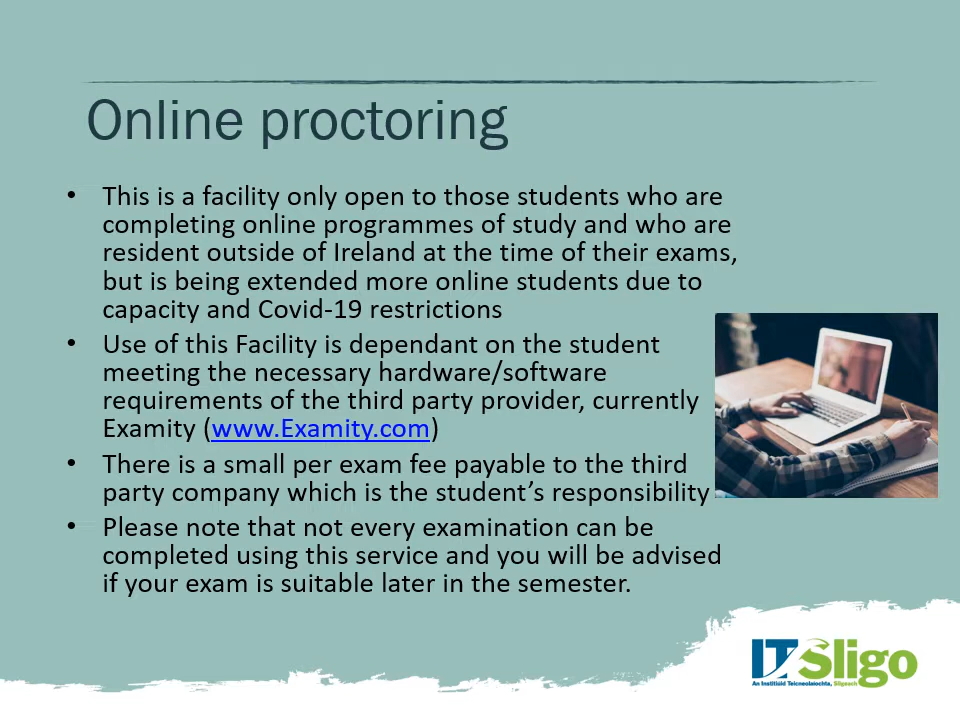 Online proctoring
• This is a facility only open to those students who are
completing online programmes of study and who are
resident outside of Ireland at the time of their exams,
but is being extended more online students due to
capacity and Covid-19 restrictions
• Use of this Facility is dependant on the student
meeting the necessary hardware/software
requirements of the third party provider, currently
Examity (www.Examity.com)
• There is a small per exam fee payable to the third
party company which is the student’s responsibility
• Please note that not every examination can be
completed using this service and you will be advised
if your exam is suitable later in the semester.
IT Sligo
An Institiúid Teicneolaíochta, Sligeach